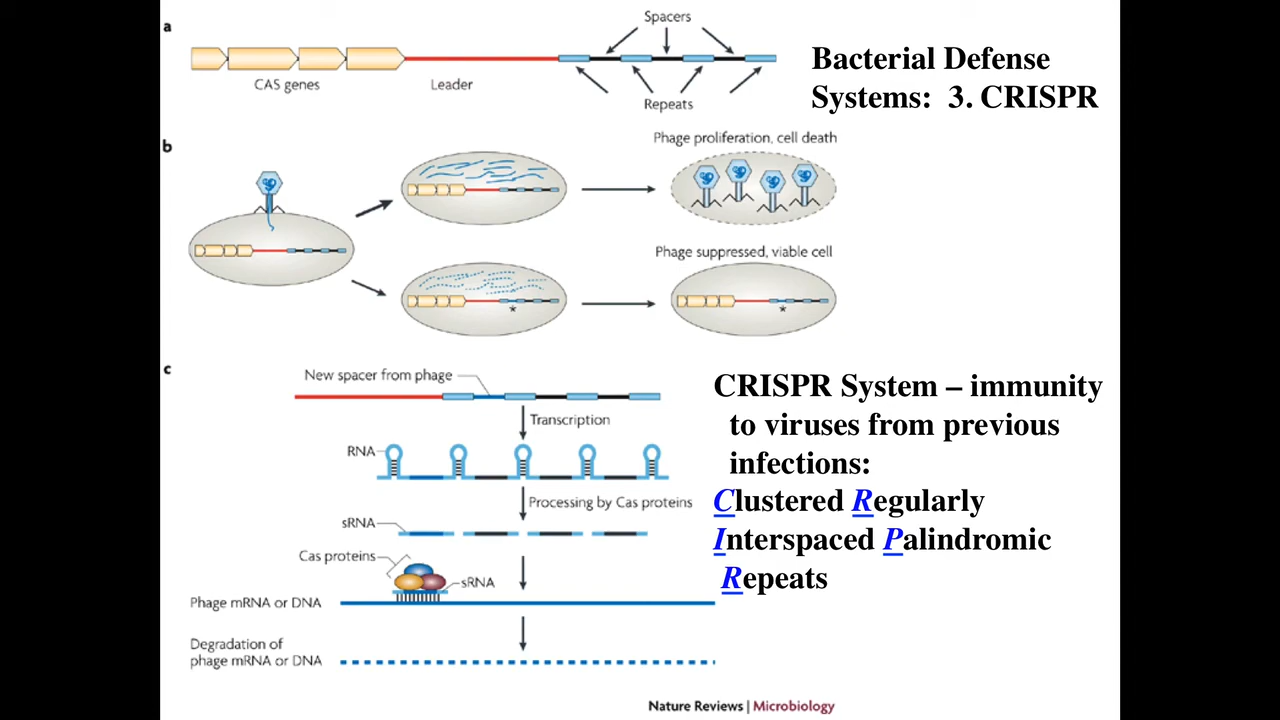 a
Spacers
CAS genes
Leader
Repeats
Bacterial Defense
Systems: 3. CRISPR
b
Phage proliferation, cell death
Phage suppressed, viable cell
*
*
c
New spacer from phage
Transcription
RNA
Processing by Cas proteins
sRNA
Cas proteins
sRNA
Phage mRNA or DNA
Degradation of
phage mRNA or DNA
CRISPR System – immunity
to viruses from previous
infections:
Clustered Regularly
Interspaced Palindromic
Repeats
Nature Reviews | Microbiology